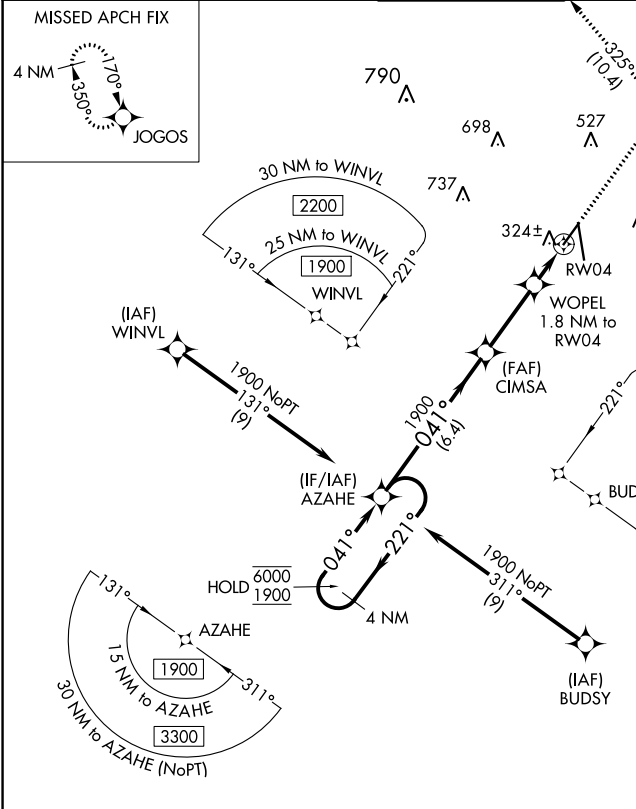 MISSED APCH FIX
4 NM
170°
350°
JOGOS
325°
(10.4)
790
698
527
737
324±
RW04
WOPEL
1.8 NM to
RW04
30 NM to WINVL
2200
25 NM to WINVL
1900
131°
221°
WINVL
(IAF)
WINVL
1900 NoPT
131°
(9)
(FAF)
CIMSA
1900
041°
(6.4)
221°
BUD
(IF/IAF)
AZAHE
041°
221°
HOLD
6000
1900
4 NM
1900 NoPT
311°
(9)
(IAF)
BUDSY
131°
AZAHE
1900
311°
15 NM to AZAHE
3300
30 NM to AZAHE (NoPT)